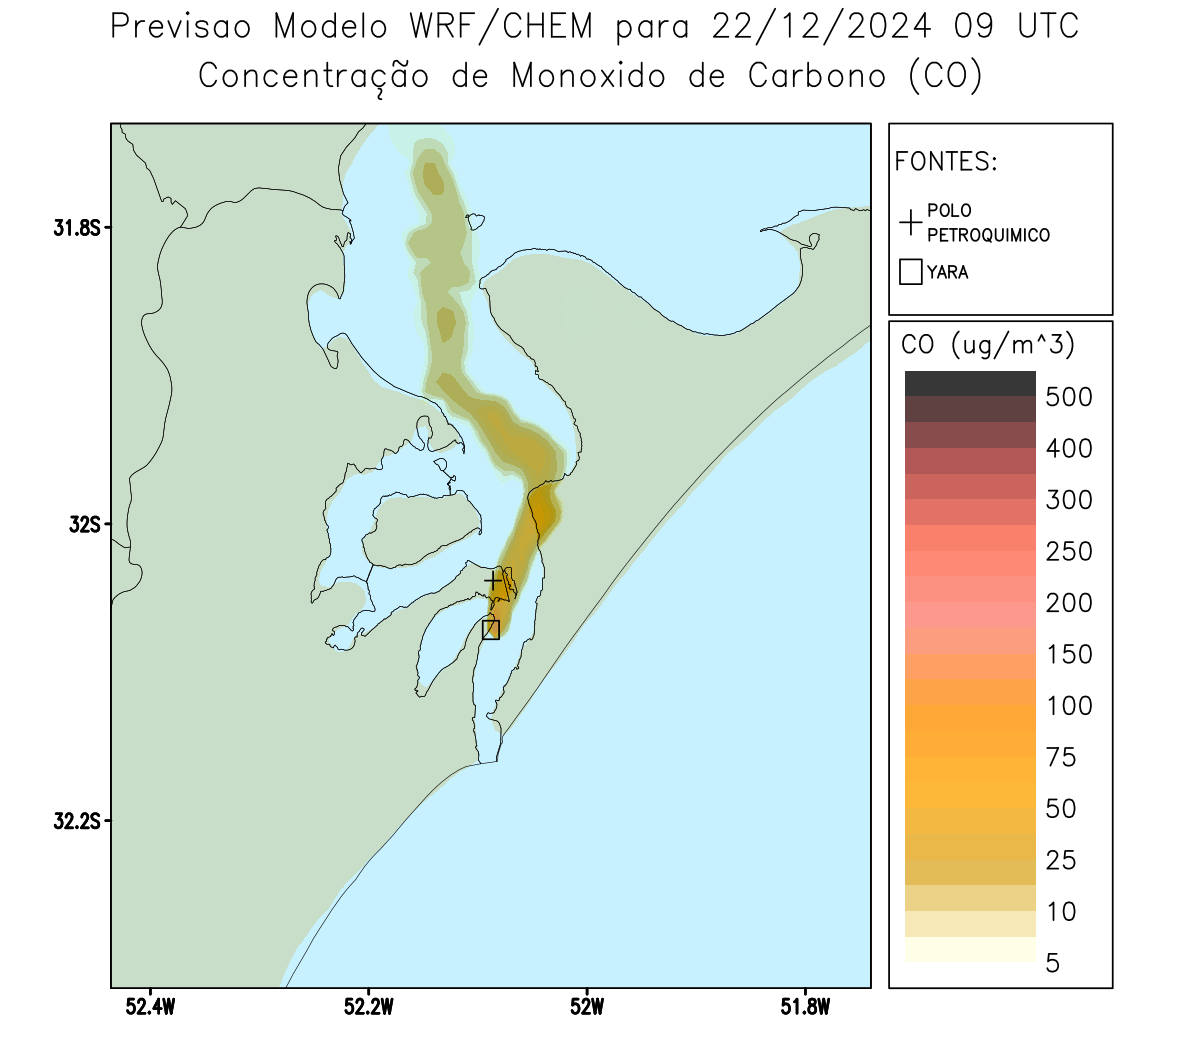 Previsao Modelo WRF/CHEM para 22/12/2024 09 UTC
Concentração de Monoxido de Carbono (CO)
FONTES:
POLO
PETROQUIMICO
YARA
31.8S
32S
32.2S
52.4W
52.2W
52W
51.8W
CO (ug/m^3)
500
400
300
250
200
150
100
75
50
25
10
5